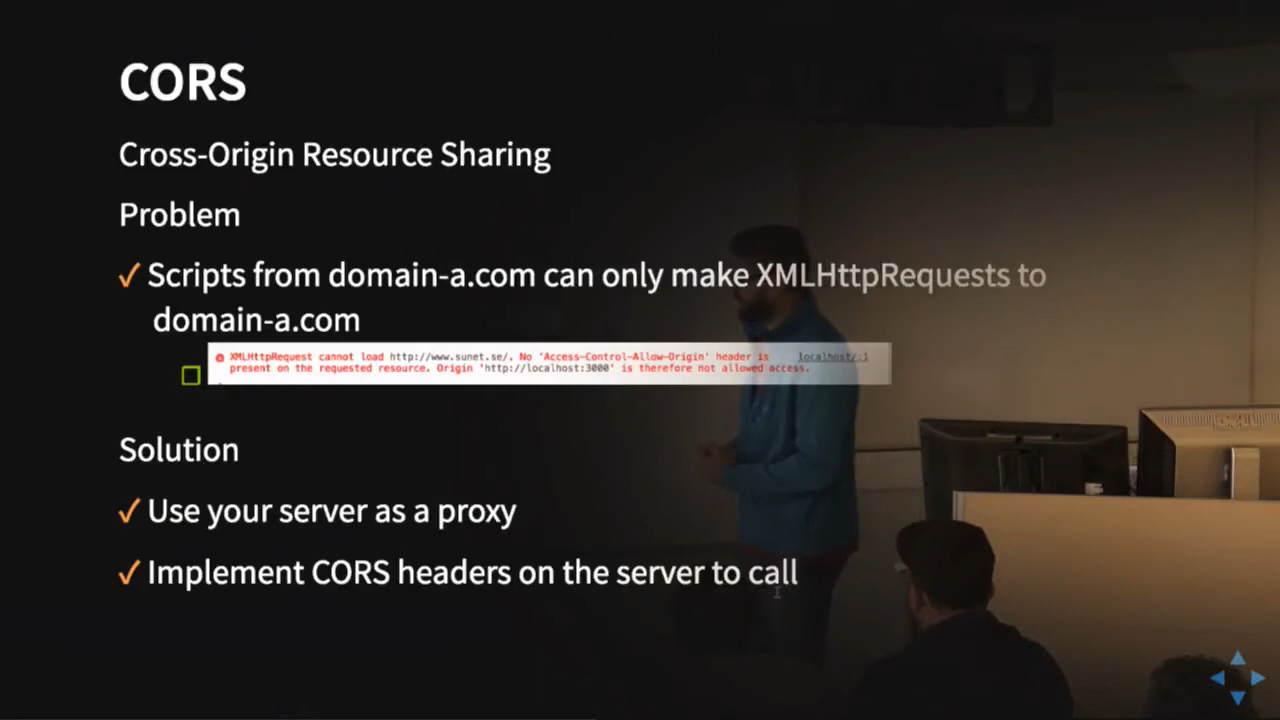 CORS
Cross-Origin Resource Sharing
Problem
✓ Scripts from domain-a.com can only make XMLHttpRequests to
domain-a.com
XMLHttpRequest cannot load http://www.sunet.se/. No 'Access-Control-Allow-Origin' header is localhost/:1
present on the requested resource. Origin 'http://localhost:3000' is therefore not allowed access.
Solution
✓ Use your server as a proxy
✓ Implement CORS headers on the server to call